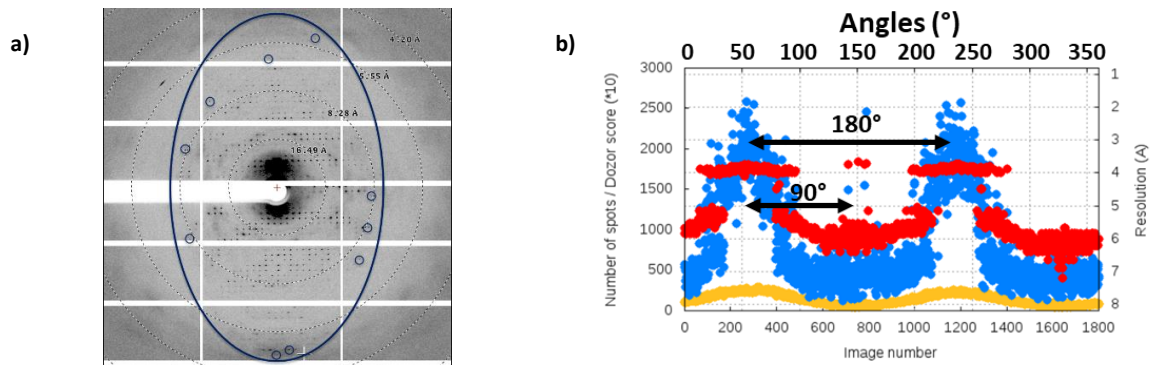 a)
4.20 Å
5.55 Å
8.28 Å
16.49 Å
b)
Angles (°)
0 50 100 150 200 250 300 350
3000
2500
2000
1500
1000
500
0
Number of spots / Dozor score (*10)
180°
90°
1
2
3
4
5
6
7
8
Resolution (A)
0 200 400 600 800 1000 1200 1400 1600 1800
Image number